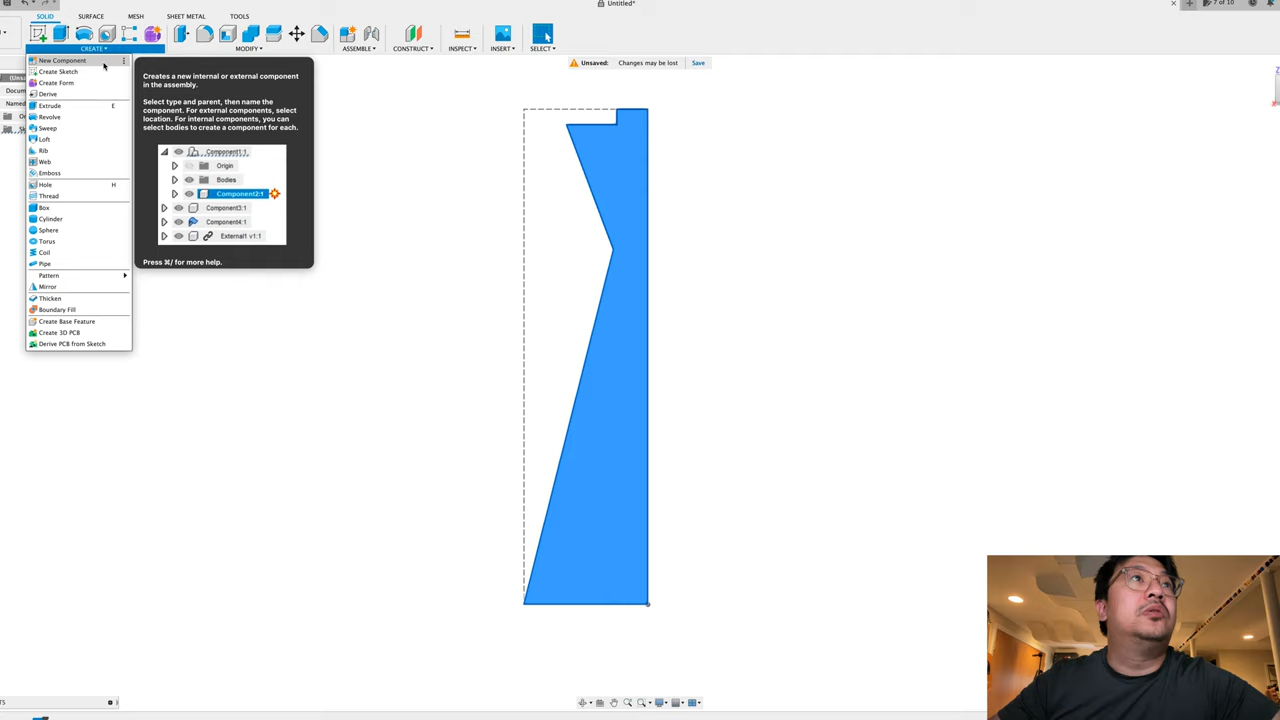 Untitled*
7 of 10
SOLID
SURFACE
MESH
SHEET METAL
TOOLS
CREATE
MODIFY
ASSEMBLE
CONSTRUCT
INSPECT
INSERT
SELECT
Unsaved: Changes may be lost
Save
New Component
Create Sketch
Create Form
Derive
Extrude E
Revolve
Sweep
Loft
Rib
Web
Emboss
Hole H
Thread
Box
Cylinder
Sphere
Torus
Coil
Pipe
Pattern
Mirror
Thicken
Boundary Fill
Create Base Feature
Create 3D PCB
Derive PCB from Sketch
Creates a new internal or external component
in the assembly.
Select type and parent, then name the
component. For external components, select
location. For internal components, you can
select bodies to create a component for each.
Component1:1
Origin
Bodies
Component2:1
Component3:1
Component4:1
External1 v1:1
Press ⌘/ for more help.